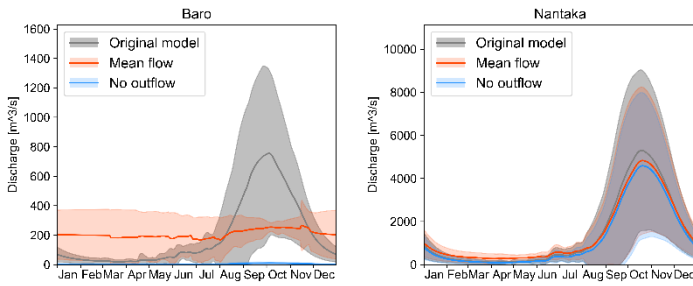 Baro
Discharge [m^3/s]
1600
1400
1200
1000
800
600
400
200
0
Original model
Mean flow
No outflow
Jan Feb Mar Apr May Jun Jul Aug Sep Oct Nov Dec
Nantaka
Discharge [m^3/s]
10000
8000
6000
4000
2000
0
Original model
Mean flow
No outflow
Jan Feb Mar Apr May Jun Jul Aug Sep Oct Nov Dec